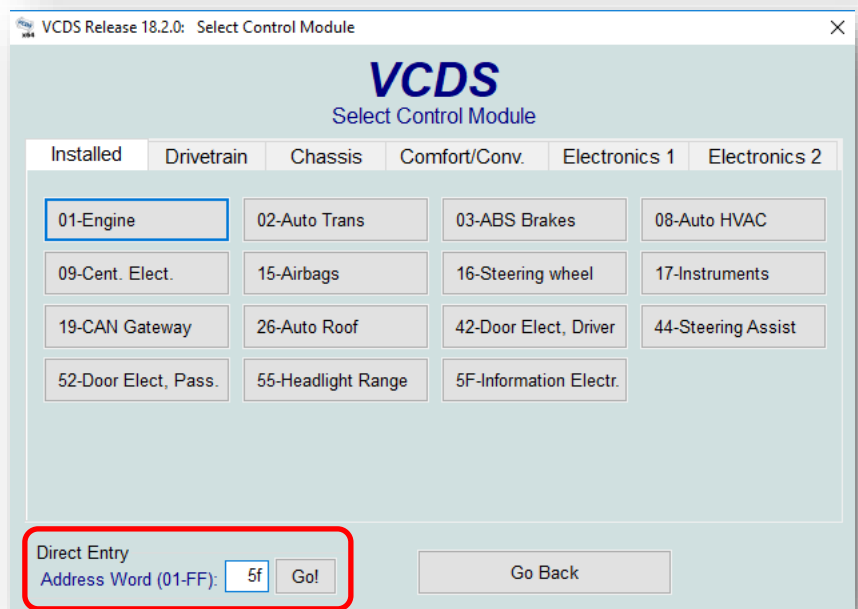 VCDS Release 18.2.0: Select Control Module
VCDS
Select Control Module
Installed Drivetrain Chassis Comfort/Conv. Electronics 1 Electronics 2
01-Engine 02-Auto Trans 03-ABS Brakes 08-Auto HVAC
09-Cent. Elect. 15-Airbags 16-Steering wheel 17-Instruments
19-CAN Gateway 26-Auto Roof 42-Door Elect, Driver 44-Steering Assist
52-Door Elect, Pass. 55-Headlight Range 5F-Information Electr.
Direct Entry
Address Word (01-FF): 5f Go! Go Back